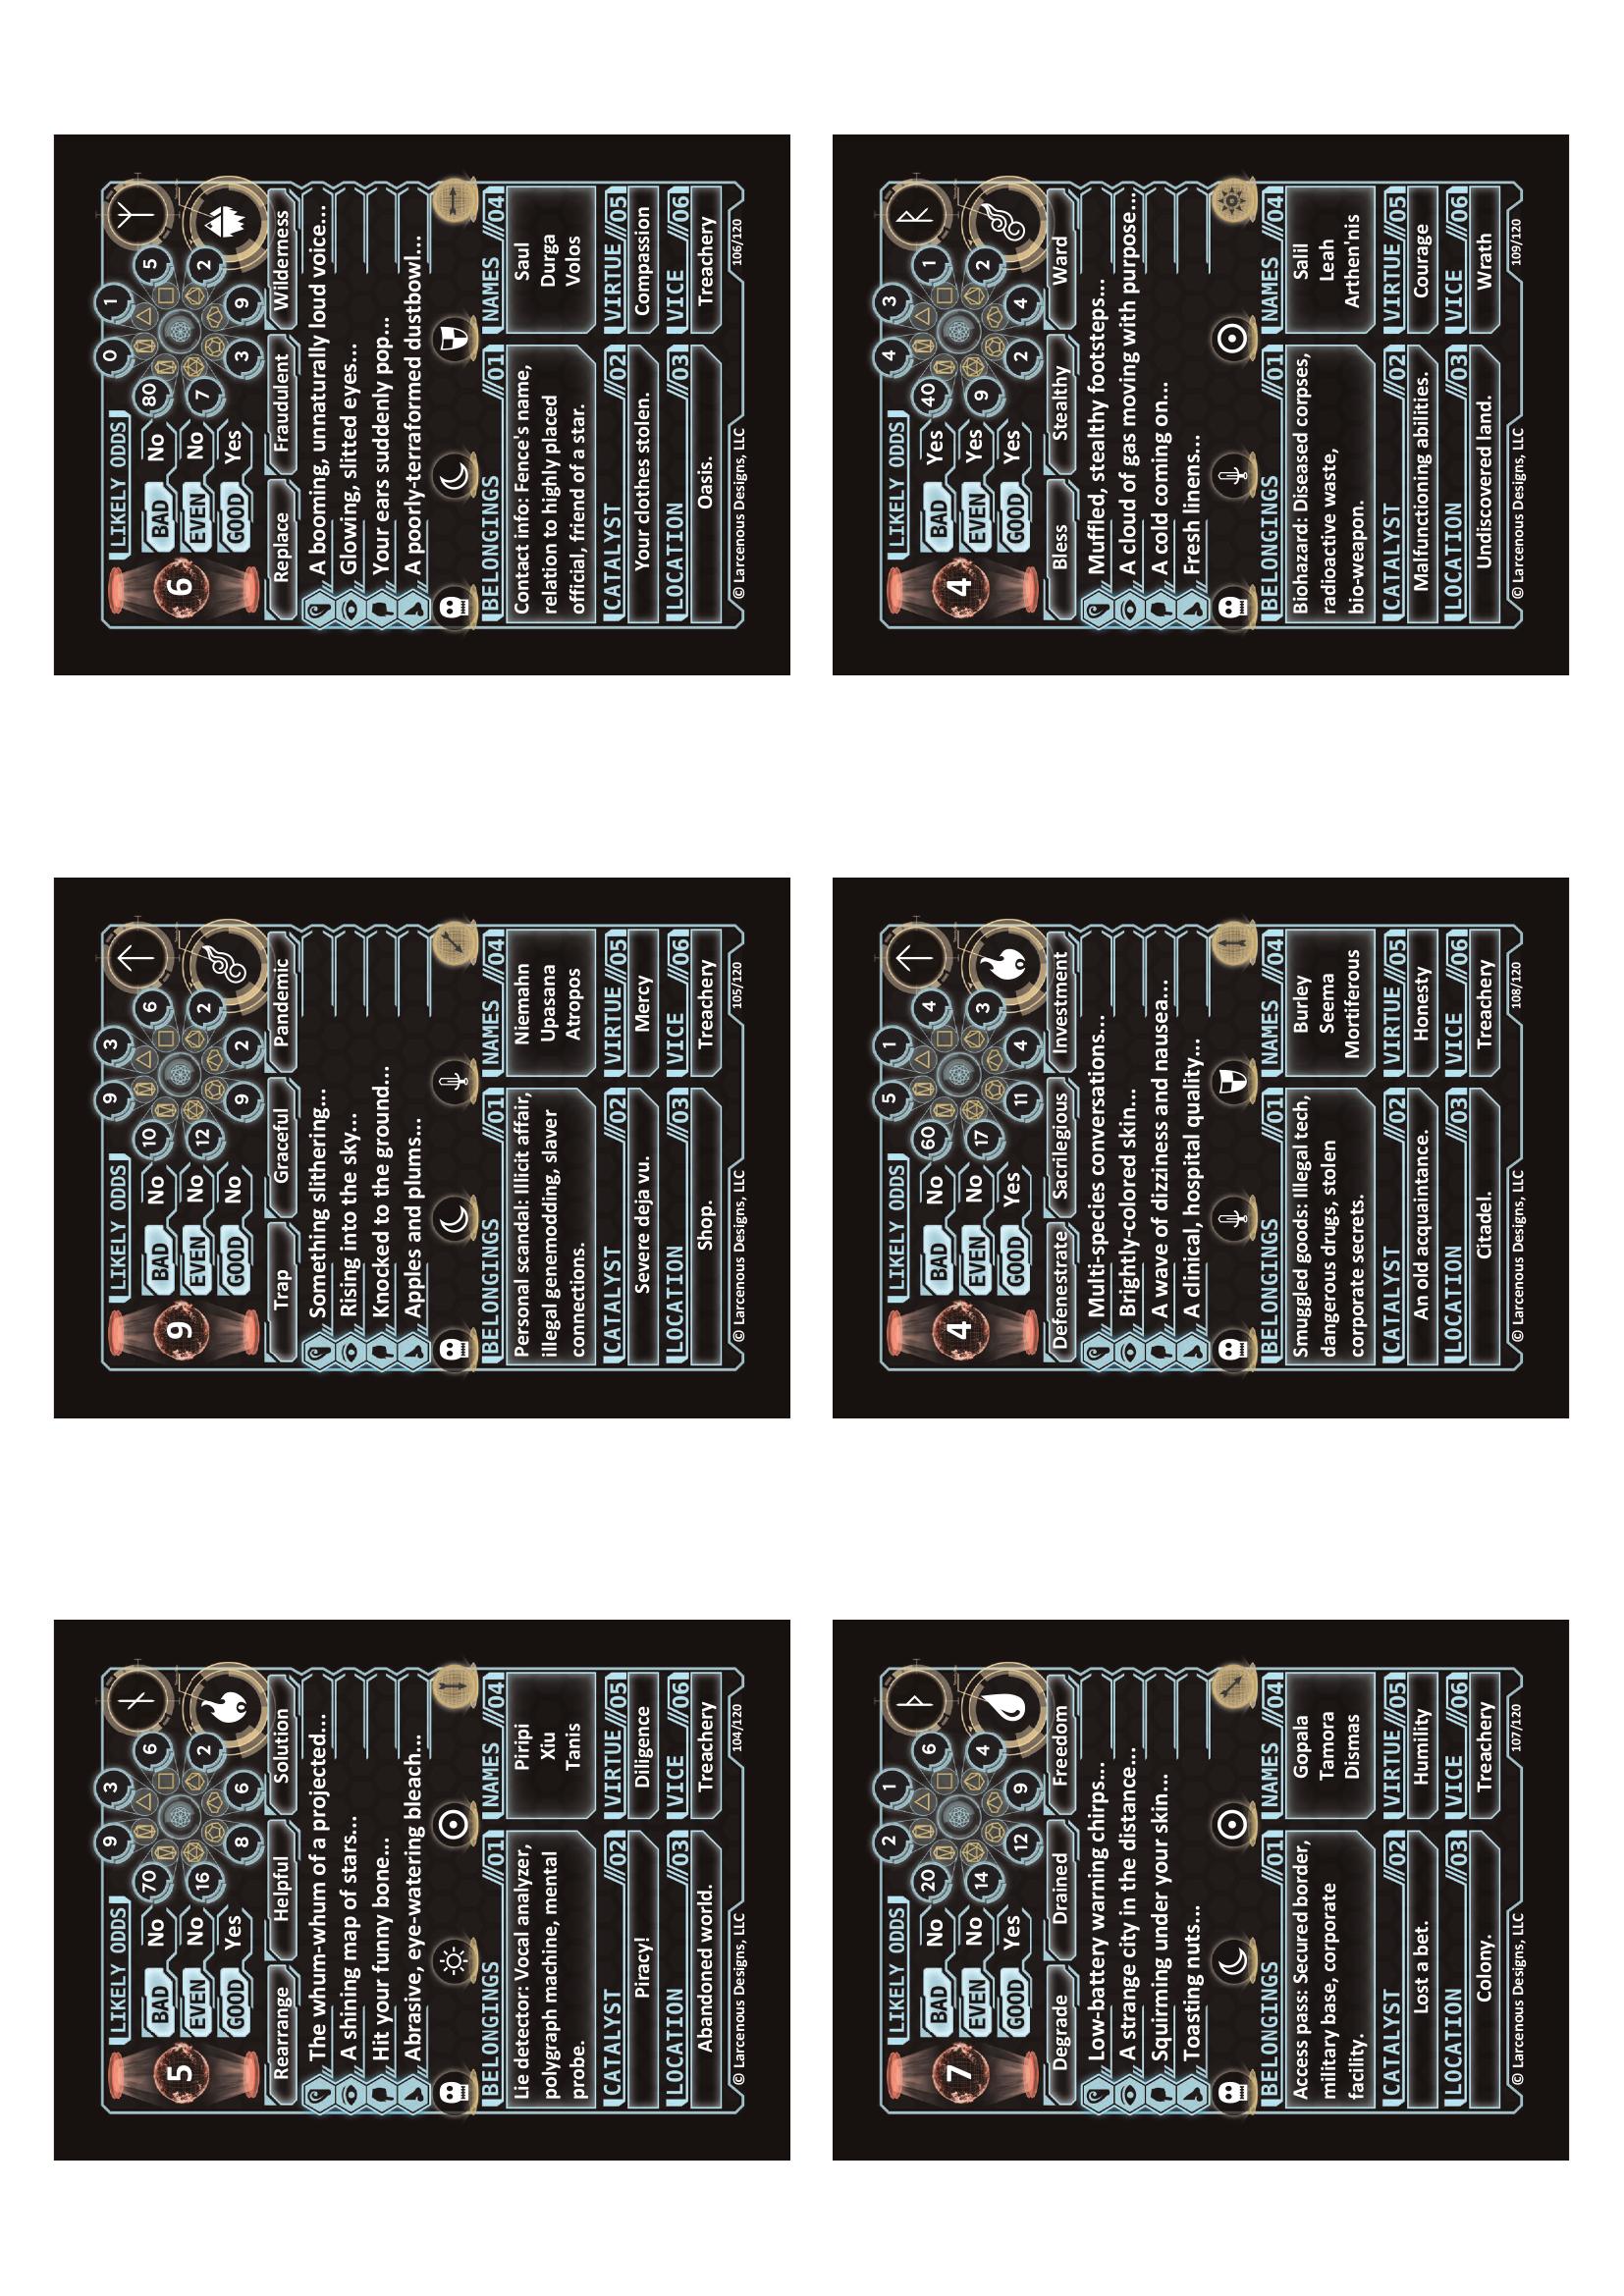 LIKELY ODDS 9 3
BAD No 70 6
5 EVEN No 16 2
GOOD Yes 8 6
Rearrange Helpful Solution
The whum-whum of a projected...
A shining map of stars...
Hit your funny bone...
Abrasive, eye-watering bleach...
BELONGINGS //01
Lie detector: Vocal analyzer,
polygraph machine, mental
probe.
CATALYST //02
Piracy!
LOCATION //03
Abandoned world.
NAMES //04
Piripi
Xiu
Tanis
VIRTUE //05
Diligence
VICE //06
Treachery
© Larcenous Designs, LLC
104/120
LIKELY ODDS 9 3
BAD No 10 6
9 EVEN No 12 2
GOOD No 9 2
Trap Graceful Pandemic
Something slithering...
Rising into the sky...
Knocked to the ground...
Apples and plums...
BELONGINGS //01
Personal scandal: Illicit affair,
illegal genemodding, slaver
connections.
CATALYST //02
Severe deja vu.
LOCATION //03
Shop.
NAMES //04
Niemahn
Upasana
Atropos
VIRTUE //05
Mercy
VICE //06
Treachery
© Larcenous Designs, LLC
105/120
LIKELY ODDS 0 1
BAD No 80 5
6 EVEN No 7 2
GOOD Yes 3 9
Replace Fraudulent Wilderness
A booming, unnaturally loud voice...
Glowing, slitted eyes...
Your ears suddenly pop...
A poorly-terraformed dustbowl...
BELONGINGS //01
Contact info: Fence's name,
relation to highly placed
official, friend of a star.
CATALYST //02
Your clothes stolen.
LOCATION //03
Oasis.
NAMES //04
Saul
Durga
Volos
VIRTUE //05
Compassion
VICE //06
Treachery
© Larcenous Designs, LLC
106/120
LIKELY ODDS 2 1
BAD No 20 6
7 EVEN No 14 4
GOOD Yes 12 9
Degrade Drained Freedom
Low-battery warning chirps...
A strange city in the distance...
Squirming under your skin...
Toasting nuts...
BELONGINGS //01
Access pass: Secured border,
military base, corporate
facility.
CATALYST //02
Lost a bet.
LOCATION //03
Colony.
NAMES //04
Gopala
Tamora
Dismas
VIRTUE //05
Humility
VICE //06
Treachery
© Larcenous Designs, LLC
107/120
LIKELY ODDS 5 1
BAD No 60 4
4 EVEN No 17 3
GOOD Yes 11 4
Defenestrate Sacrilegious Investment
Multi-species conversations...
Brightly-colored skin...
A wave of dizziness and nausea...
A clinical, hospital quality...
BELONGINGS //01
Smuggled goods: Illegal tech,
dangerous drugs, stolen
corporate secrets.
CATALYST //02
An old acquaintance.
LOCATION //03
Citadel.
NAMES //04
Burley
Seema
Mortiferous
VIRTUE //05
Honesty
VICE //06
Treachery
© Larcenous Designs, LLC
108/120
LIKELY ODDS 4 3
BAD Yes 40 1
4 EVEN Yes 9 2
GOOD Yes 2 4
Bless Stealthy Ward
Muffled, stealthy footsteps...
A cloud of gas moving with purpose...
A cold coming on...
Fresh linens...
BELONGINGS //01
Biohazard: Diseased corpses,
radioactive waste,
bio-weapon.
CATALYST //02
Malfunctioning abilities.
LOCATION //03
Undiscovered land.
NAMES //04
Salil
Leah
Arthen'nis
VIRTUE //05
Courage
VICE //06
Wrath
© Larcenous Designs, LLC
109/120